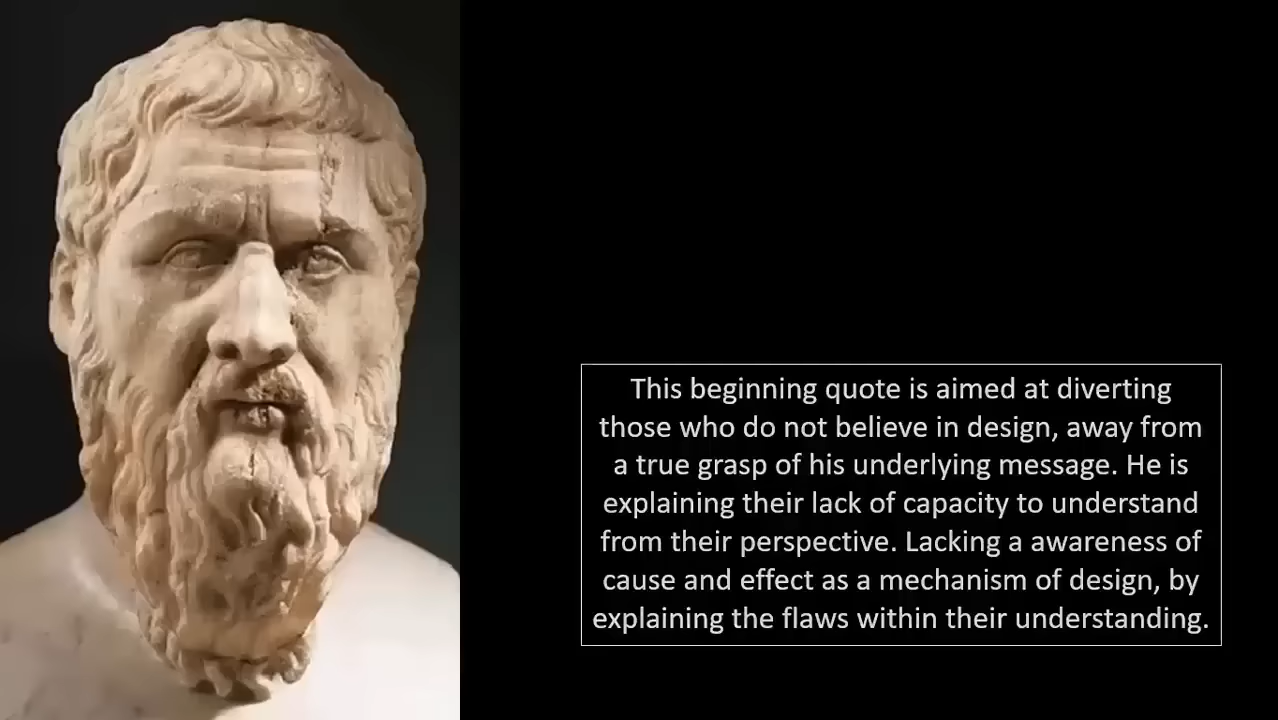 This beginning quote is aimed at diverting
those who do not believe in design, away from
a true grasp of his underlying message. He is
explaining their lack of capacity to understand
from their perspective. Lacking a awareness of
cause and effect as a mechanism of design, by
explaining the flaws within their understanding.